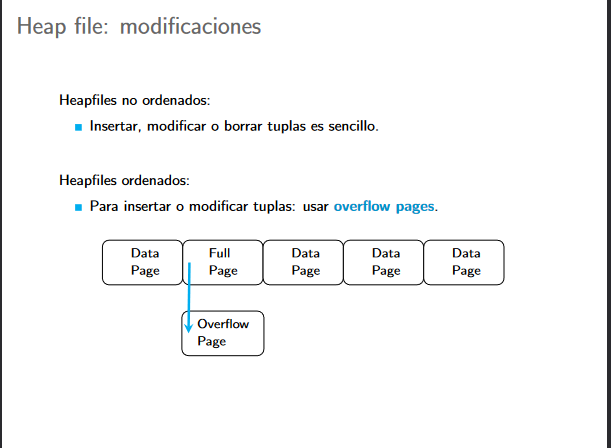 Heap file: modificaciones
Heapfiles no ordenados:
Insertar, modificar o borrar tuplas es sencillo.
Heapfiles ordenados:
Para insertar o modificar tuplas: usar overflow pages.
Data Page
Full Page
Data Page
Data Page
Data Page
Overflow Page